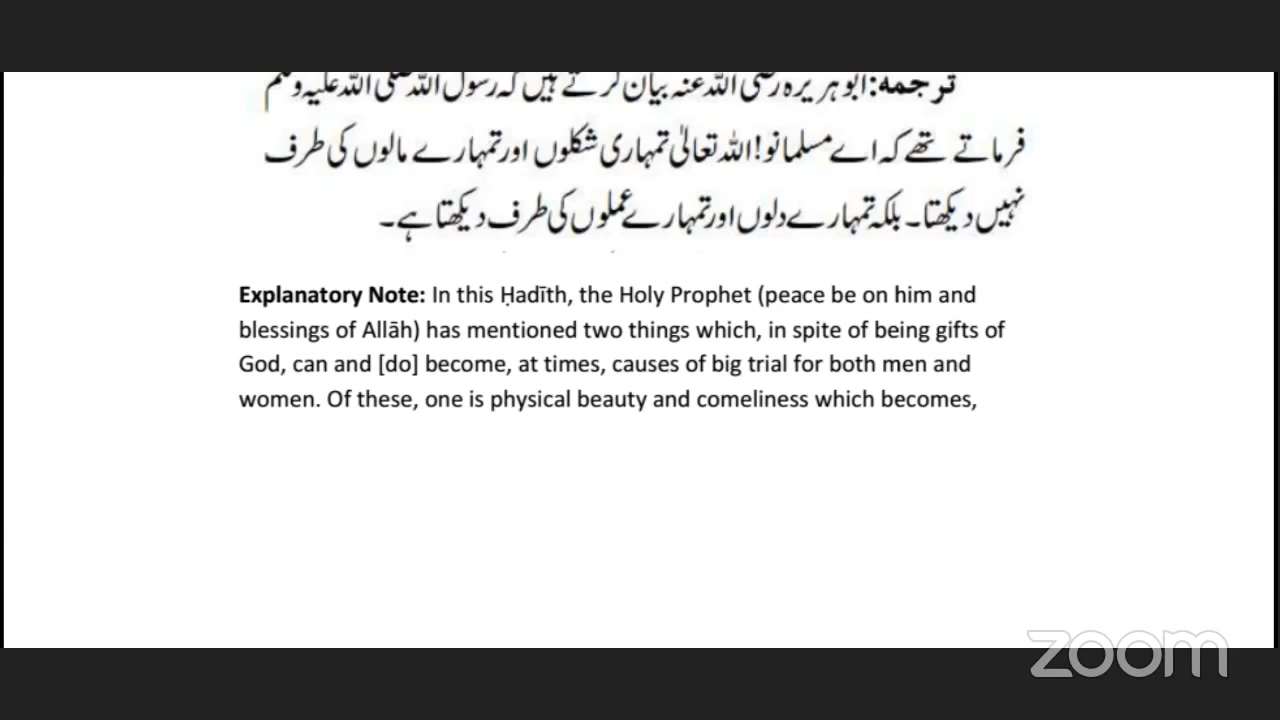 ترجمہ: ابو ہریرہ رضی اللہ عنہ بیان کرتے ہیں کہ رسول اللہ صلی اللہ علیہ وسلم
فرماتے تھے کہ اے مسلمانو! اللہ تعالیٰ تمہاری شکلوں اور تمہارے مالوں کی طرف
نہیں دیکھتا۔ بلکہ تمہارے دلوں اور تمہارے عملوں کی طرف دیکھتا ہے۔
Explanatory Note: In this Ḥadīth, the Holy Prophet (peace be on him and
blessings of Allāh) has mentioned two things which, in spite of being gifts of
God, can and [do] become, at times, causes of big trial for both men and
women. Of these, one is physical beauty and comeliness which becomes,
zoom